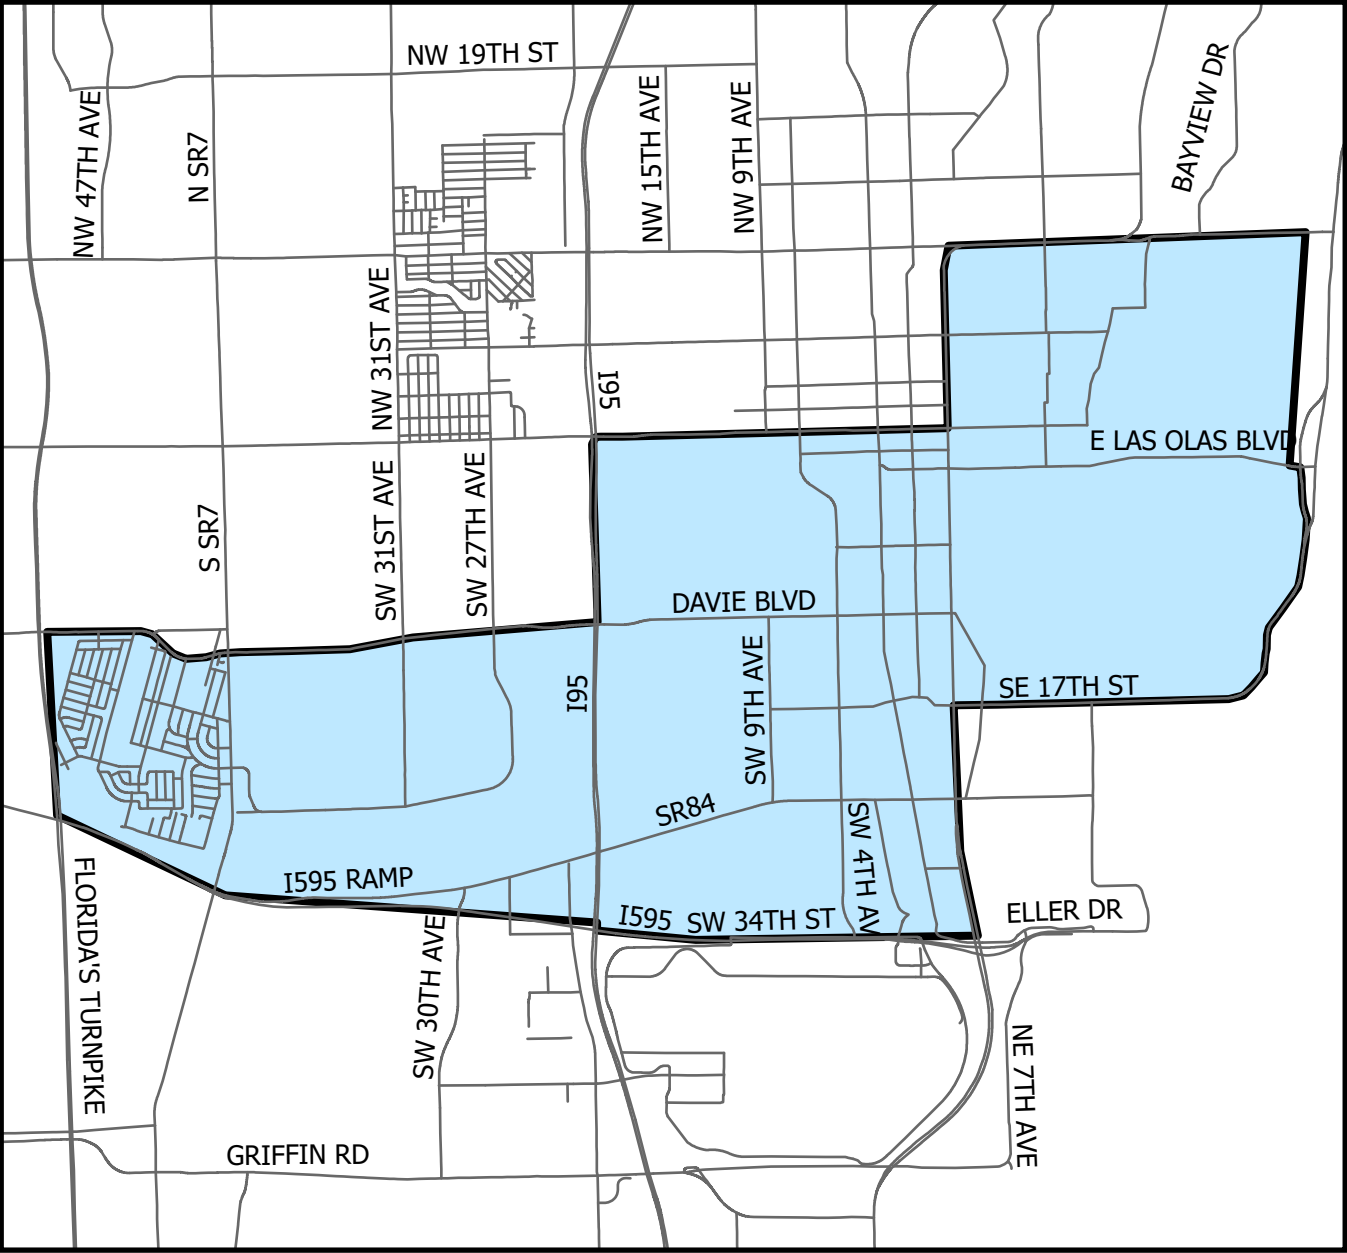 NW 19TH ST
BAYVIEW DR
NW 47TH AVE
N SR7
NW 15TH AVE
NW 9TH AVE
NW 31ST AVE
I95
E LAS OLAS BLVD
S SR7
SW 31ST AVE
SW 27TH AVE
DAVIE BLVD
SW 9TH AVE
I95
SE 17TH ST
SR84
SW 4TH AV
FLORIDA'S TURNPIKE
I595 RAMP
I595
SW 34TH ST
ELLER DR
SW 30TH AVE
NE 7TH AVE
GRIFFIN RD